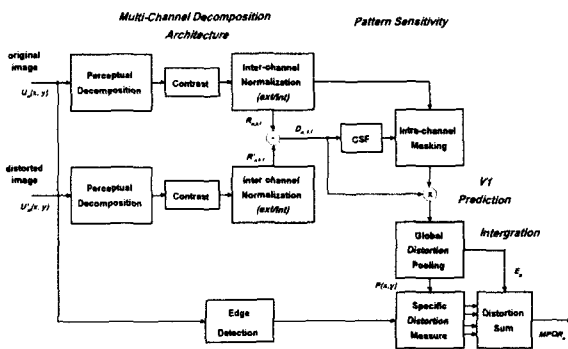 Multi-Channel Decomposition
Architecture
Pattern Sensitivity
original
image
Uₒ(x, y)
Perceptual
Decomposition
Contrast
Inter-channel
Normalization
(ext/int)
D
CSF
Intra-channel
Masking
distorted
image
U'ₒ(x, y)
Perceptual
Decomposition
Contrast
Inter channel
Normalization
(ext/int)
x
V1
Prediction
Global
Distortion
Pooling
Intergration
P(x,y)
Edge
Detection
Specific
Distortion
Measure
Distortion
Sum